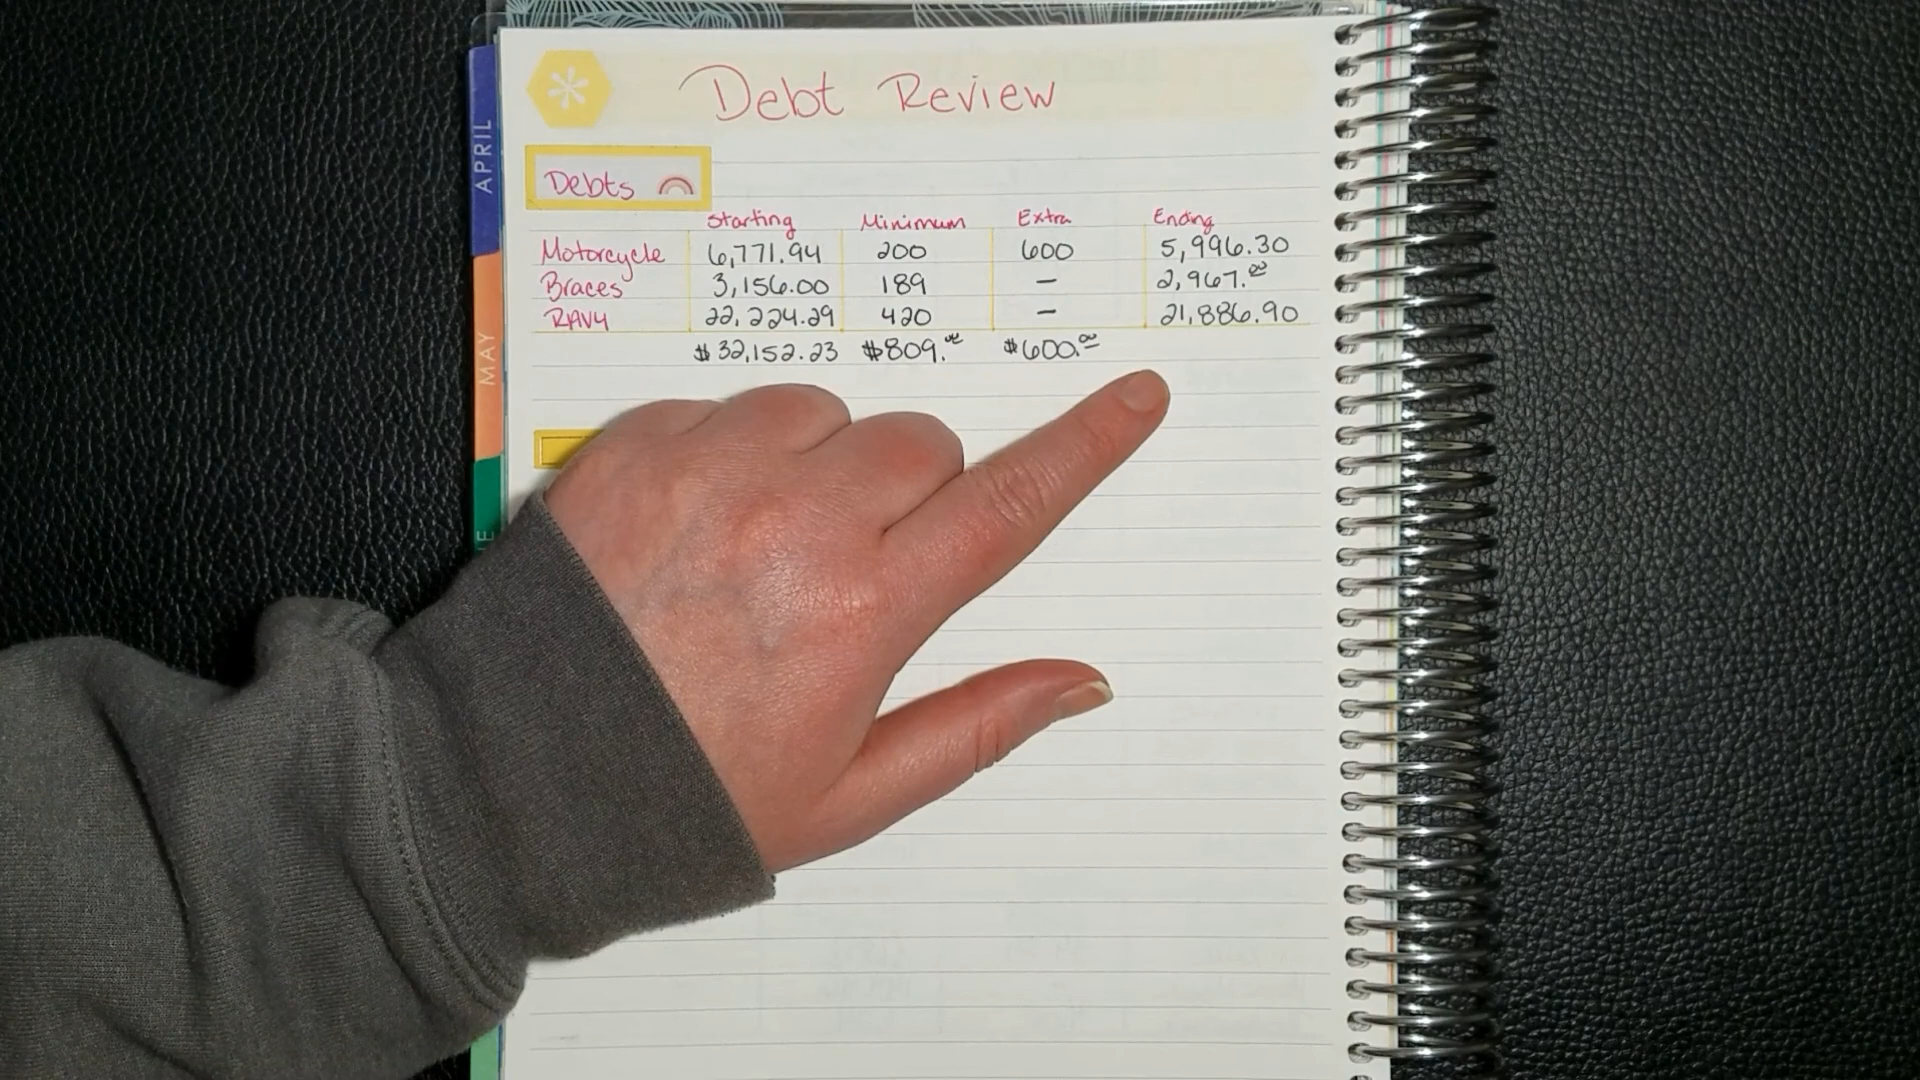 Debt Review
APRIL
Debts
Starting Minimum Extra Ending
Motorcycle 6,771.94 200 600 5,996.30
Braces 3,156.00 189 – 2,967.00
RAV4 22,224.29 420 – 21,886.90
$32,152.23 $809.00 $600.00
MAY